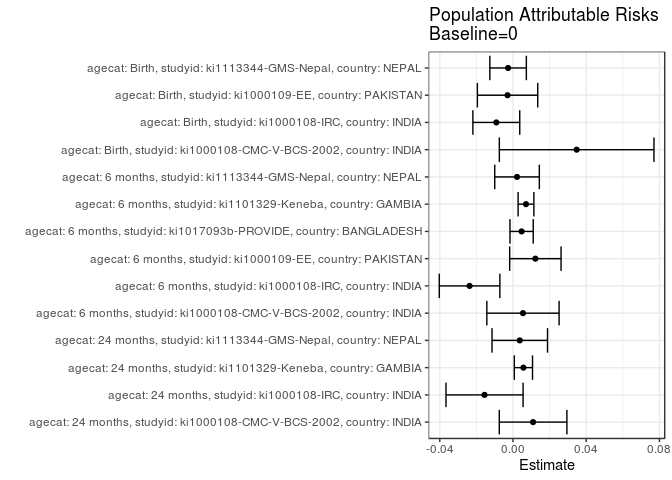 Population Attributable Risks
Baseline=0
agecat: Birth, studyid: ki1113344-GMS-Nepal, country: NEPAL
agecat: Birth, studyid: ki1000109-EE, country: PAKISTAN
agecat: Birth, studyid: ki1000108-IRC, country: INDIA
agecat: Birth, studyid: ki1000108-CMC-V-BCS-2002, country: INDIA
agecat: 6 months, studyid: ki1113344-GMS-Nepal, country: NEPAL
agecat: 6 months, studyid: ki1101329-Keneba, country: GAMBIA
agecat: 6 months, studyid: ki1017093b-PROVIDE, country: BANGLADESH
agecat: 6 months, studyid: ki1000109-EE, country: PAKISTAN
agecat: 6 months, studyid: ki1000108-IRC, country: INDIA
agecat: 6 months, studyid: ki1000108-CMC-V-BCS-2002, country: INDIA
agecat: 24 months, studyid: ki1113344-GMS-Nepal, country: NEPAL
agecat: 24 months, studyid: ki1101329-Keneba, country: GAMBIA
agecat: 24 months, studyid: ki1000108-IRC, country: INDIA
agecat: 24 months, studyid: ki1000108-CMC-V-BCS-2002, country: INDIA
-0.04 0.00 0.04 0.08
Estimate